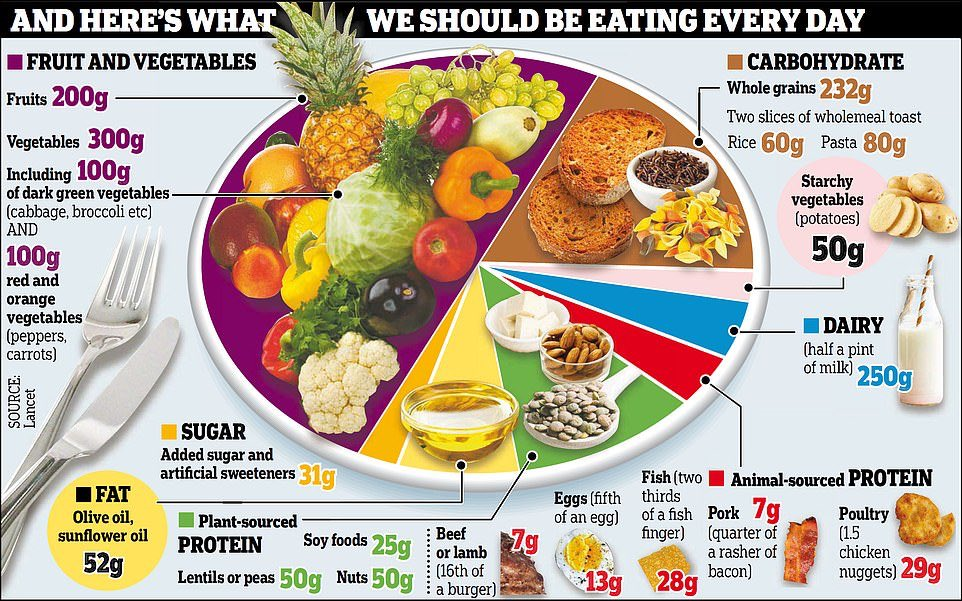 AND HERE'S WHAT WE SHOULD BE EATING EVERY DAY
FRUIT AND VEGETABLES
Fruits 200g
Vegetables 300g
Including 100g
of dark green vegetables
(cabbage, broccoli etc)
AND
100g
red and
orange
vegetables
(peppers,
carrots)
SOURCE:
Lancet
CARBOHYDRATE
Whole grains 232g
Two slices of wholemeal toast
Rice 60g Pasta 80g
Starchy
vegetables
(potatoes)
50g
DAIRY
(half a pint
of milk) 250g
SUGAR
Added sugar and
artificial sweeteners 31g
FAT
Olive oil,
sunflower oil
52g
Plant-sourced
PROTEIN
Soy foods 25g
Lentils or peas 50g Nuts 50g
Animal-sourced PROTEIN
Beef
or lamb
(16th of
a burger)
7g
Eggs (fifth
of an egg)
13g
Fish (two
thirds
of a fish
finger)
28g
Pork 7g
(quarter of
a rasher of
bacon)
Poultry
(1.5
chicken
nuggets) 29g